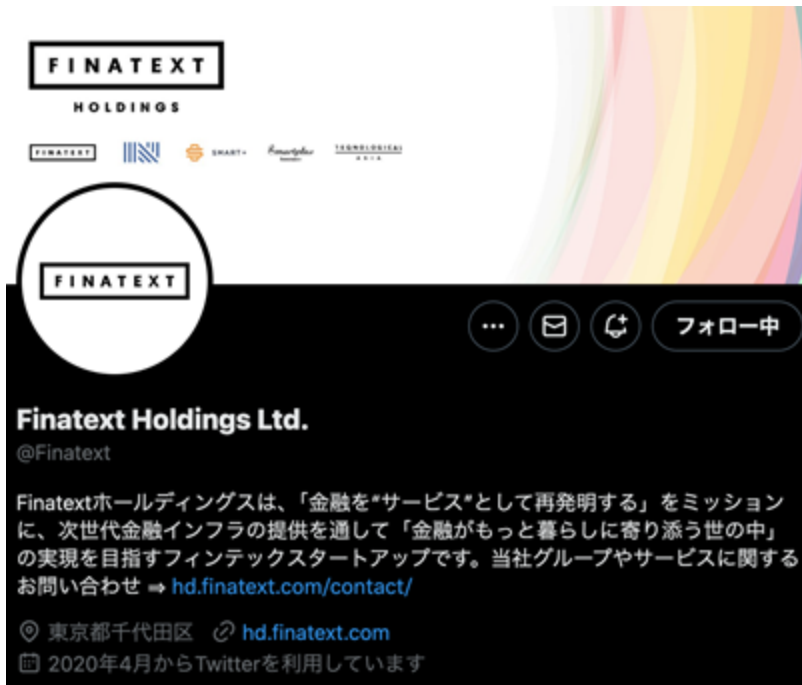 FINATEXT
HOLDINGS
FINATEXT
SMART+
Smartplus
TECNOLOGICAL
ASIA
FINATEXT
フォロー中
Finatext Holdings Ltd.
@Finatext
Finatextホールディングスは、「金融を“サービス”として再発明する」をミッション
に、次世代金融インフラの提供を通して「金融がもっと暮らしに寄り添う世の中」
の実現を目指すフィンテックスタートアップです。当社グループやサービスに関する
お問い合わせ ⇒ hd.finatext.com/contact/
東京都千代田区 hd.finatext.com
2020年4月からTwitterを利用しています